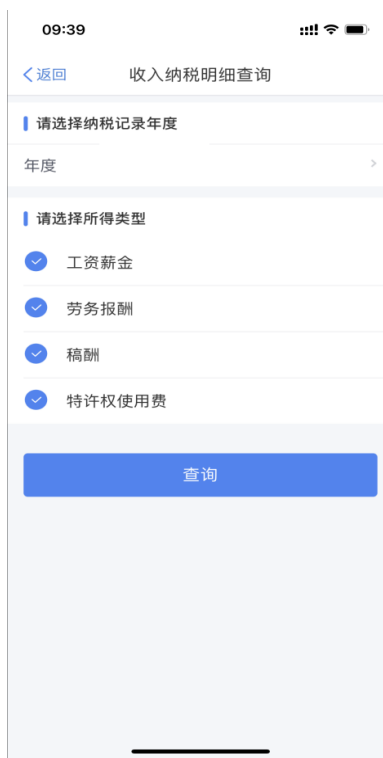 09:39
返回 收入纳税明细查询
请选择纳税记录年度
年度
请选择所得类型
工资薪金
劳务报酬
稿酬
特许权使用费
查询